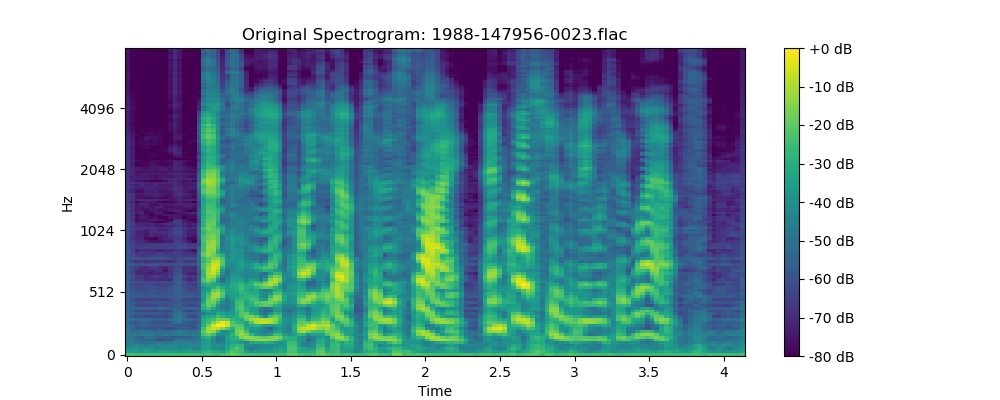 Original Spectrogram: 1988-147956-0023.flac
Hz
4096
2048
1024
512
0
0 0.5 1 1.5 2 2.5 3 3.5 4
Time
+0 dB
-10 dB
-20 dB
-30 dB
-40 dB
-50 dB
-60 dB
-70 dB
-80 dB